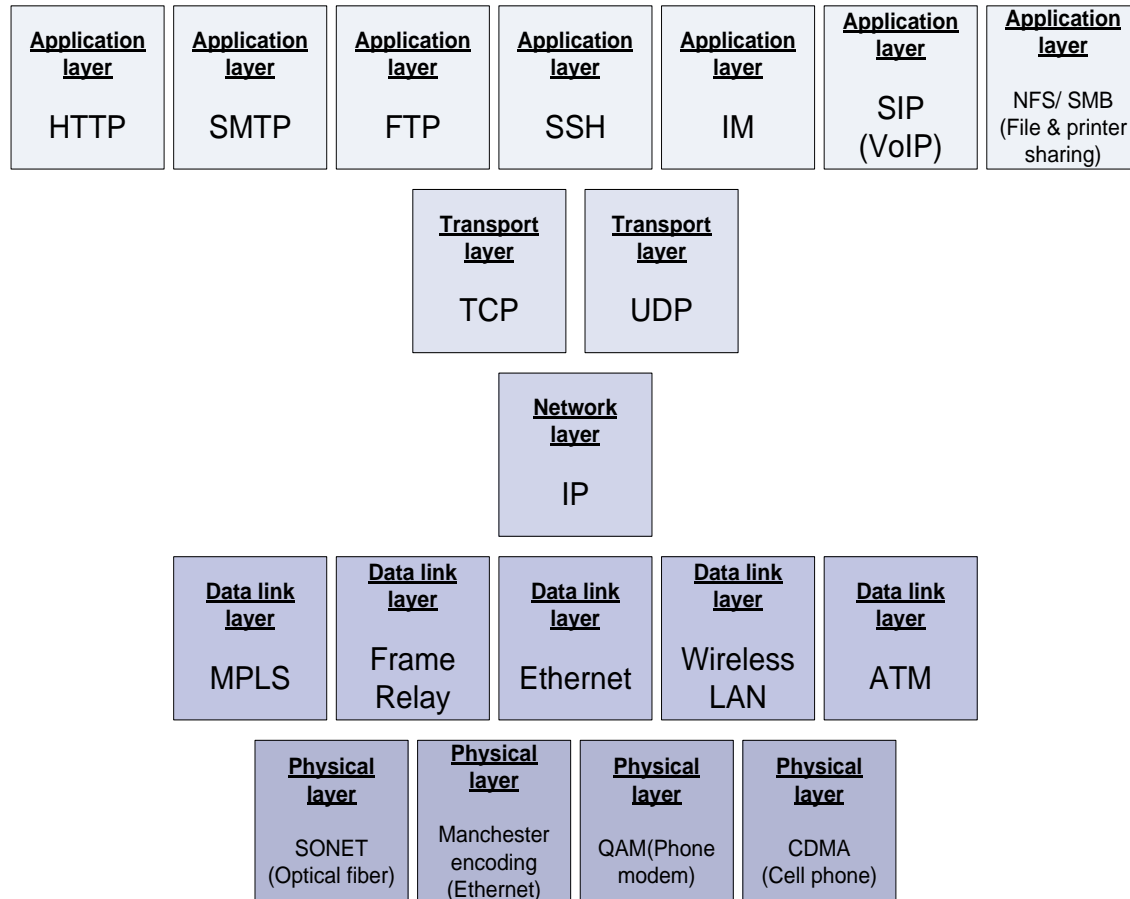 Application
layer
HTTP
Application
layer
SMTP
Application
layer
FTP
Application
layer
SSH
Application
layer
IM
Application
layer
SIP
(VoIP)
Application
layer
NFS/ SMB
(File & printer
sharing)
Transport
layer
TCP
Transport
layer
UDP
Network
layer
IP
Data link
layer
MPLS
Data link
layer
Frame
Relay
Data link
layer
Ethernet
Data link
layer
Wireless
LAN
Data link
layer
ATM
Physical
layer
SONET
(Optical fiber)
Physical
layer
Manchester
encoding
(Ethernet)
Physical
layer
QAM(Phone
modem)
Physical
layer
CDMA
(Cell phone)